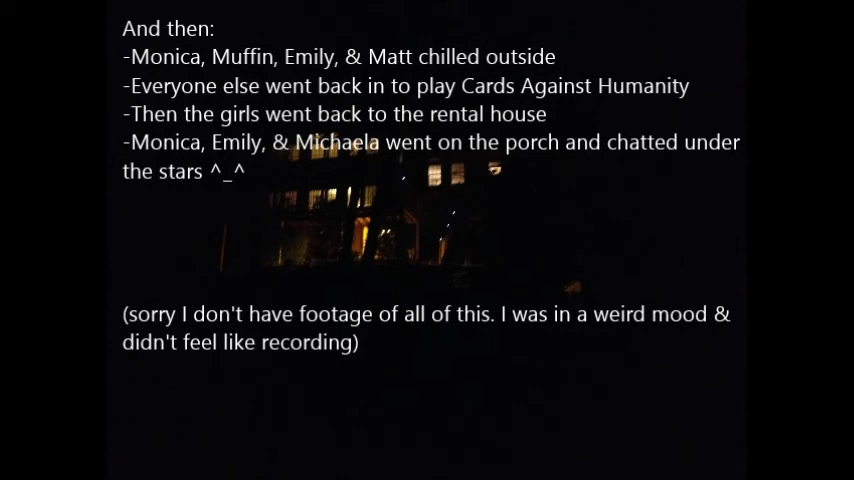 And then:
-Monica, Muffin, Emily, & Matt chilled outside
-Everyone else went back in to play Cards Against Humanity
-Then the girls went back to the rental house
-Monica, Emily, & Michaela went on the porch and chatted under
the stars ^_^
(sorry I don't have footage of all of this. I was in a weird mood &
didn't feel like recording)